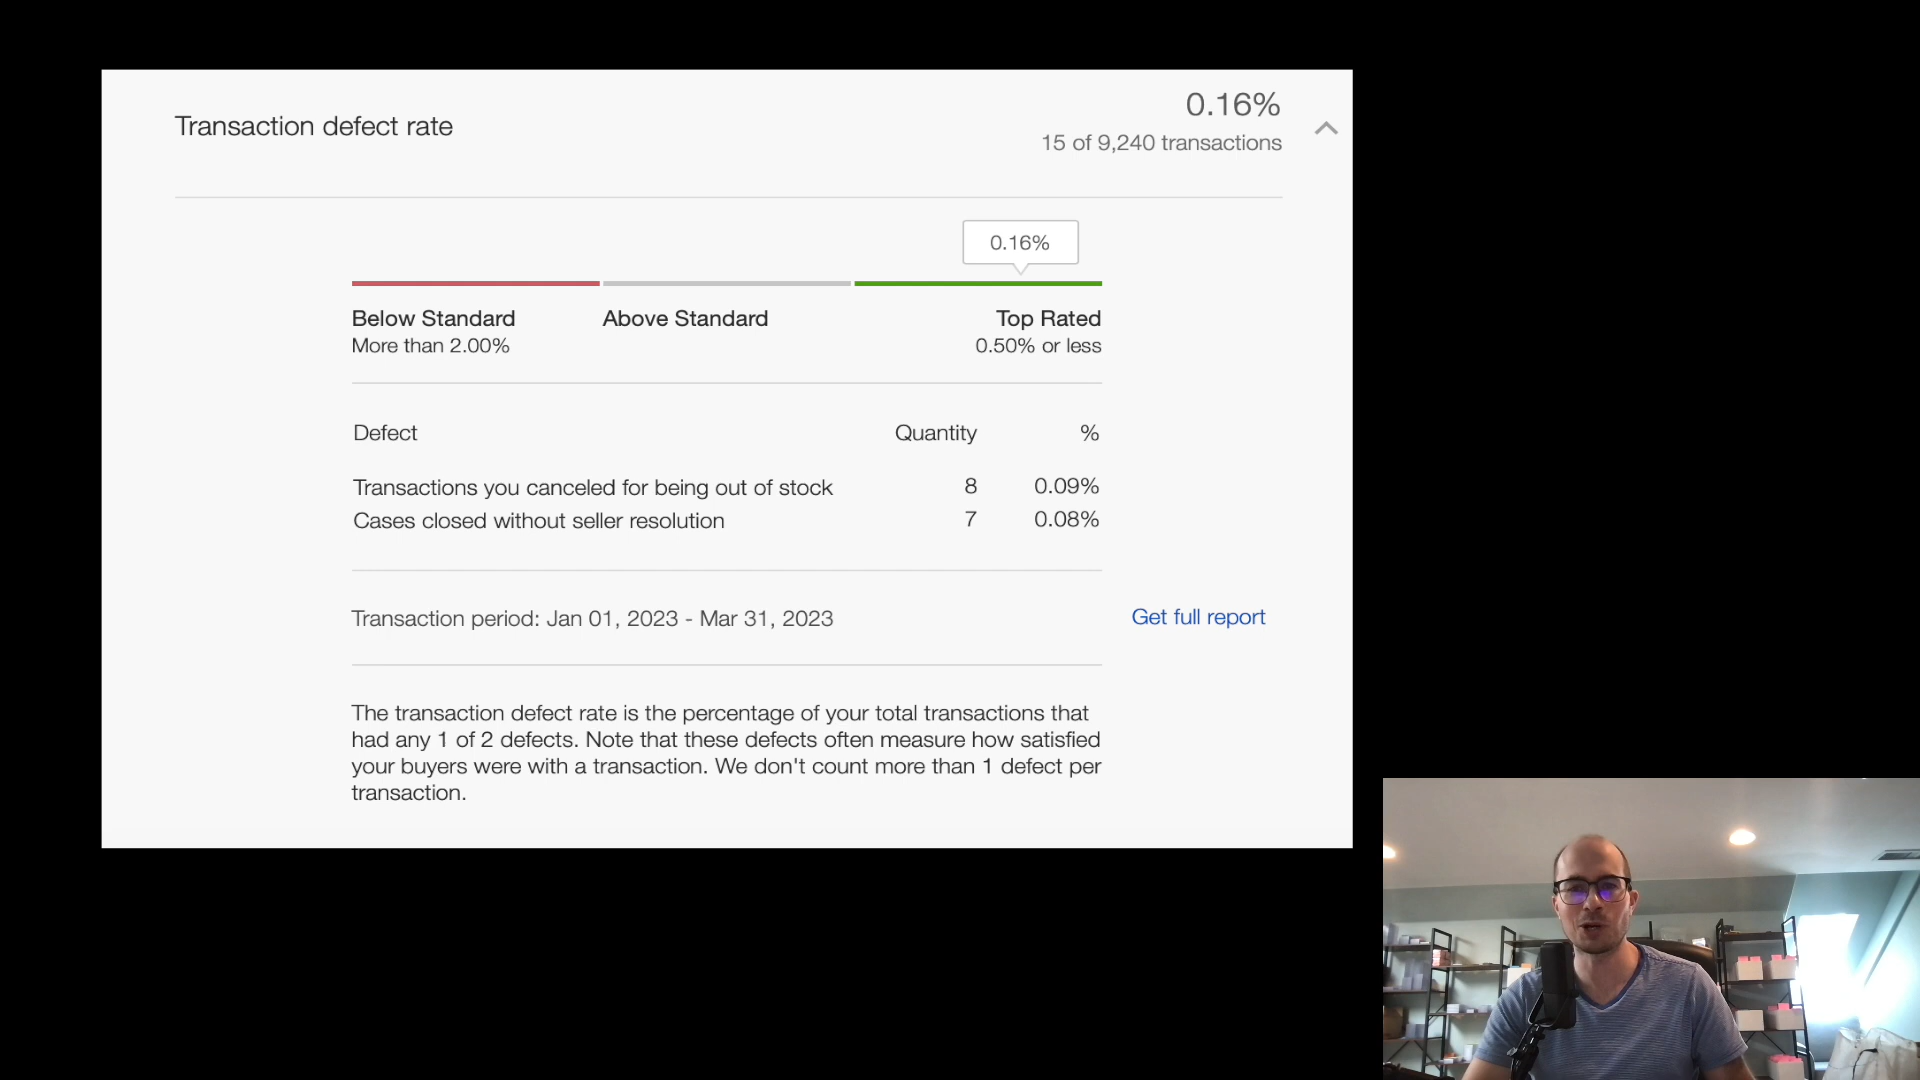 Transaction defect rate
0.16%
15 of 9,240 transactions
0.16%
Below Standard
More than 2.00%
Above Standard
Top Rated
0.50% or less
Defect Quantity %
Transactions you canceled for being out of stock 8 0.09%
Cases closed without seller resolution 7 0.08%
Transaction period: Jan 01, 2023 - Mar 31, 2023
Get full report
The transaction defect rate is the percentage of your total transactions that
had any 1 of 2 defects. Note that these defects often measure how satisfied
your buyers were with a transaction. We don't count more than 1 defect per
transaction.